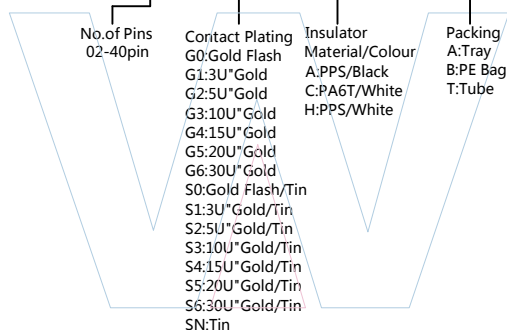 No.of Pins
02-40pin
Contact Plating
G0:Gold Flash
G1:3U"Gold
G2:5U"Gold
G3:10U"Gold
G4:15U"Gold
G5:20U"Gold
G6:30U"Gold
S0:Gold Flash/Tin
S1:3U"Gold/Tin
S2:5U"Gold/Tin
S3:10U"Gold/Tin
S4:15U"Gold/Tin
S5:20U"Gold/Tin
S6:30U"Gold/Tin
SN:Tin
Insulator
Material/Colour
A:PPS/Black
C:PA6T/White
H:PPS/White
Packing
A:Tray
B:PE Bag
T:Tube